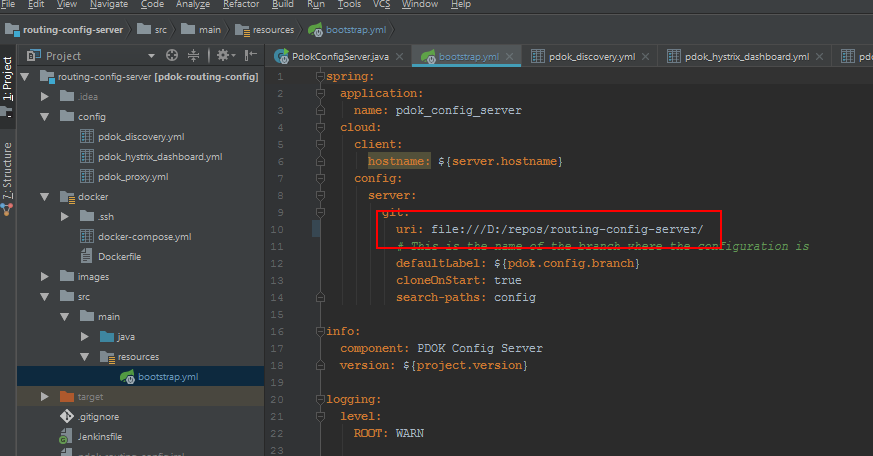 File Edit View Navigate Code Analyze Refactor Build Run Tools VCS Window Help
routing-config-server src main resources bootstrap.yml
Project
PdokConfigServer.java bootstrap.yml pdok_discovery.yml pdok_hystrix_dashboard.yml
1: Project
7: Structure
routing-config-server [pdok-routing-config]
.idea
config
pdok_discovery.yml
pdok_hystrix_dashboard.yml
pdok_proxy.yml
docker
.ssh
docker-compose.yml
Dockerfile
images
src
main
java
resources
bootstrap.yml
target
.gitignore
Jenkinsfile
1 spring:
2 application:
3 name: pdok_config_server
4 cloud:
5 client:
6 hostname: ${server.hostname}
7 config:
8 server:
9 git:
10 uri: file:///D:/repos/routing-config-server/
11 # This is the name of the branch where the configuration is
12 defaultLabel: ${pdok.config.branch}
13 cloneOnStart: true
14 search-paths: config
15
16 info:
17 component: PDOK Config Server
18 version: ${project.version}
19
20 logging:
21 level:
22 ROOT: WARN
23